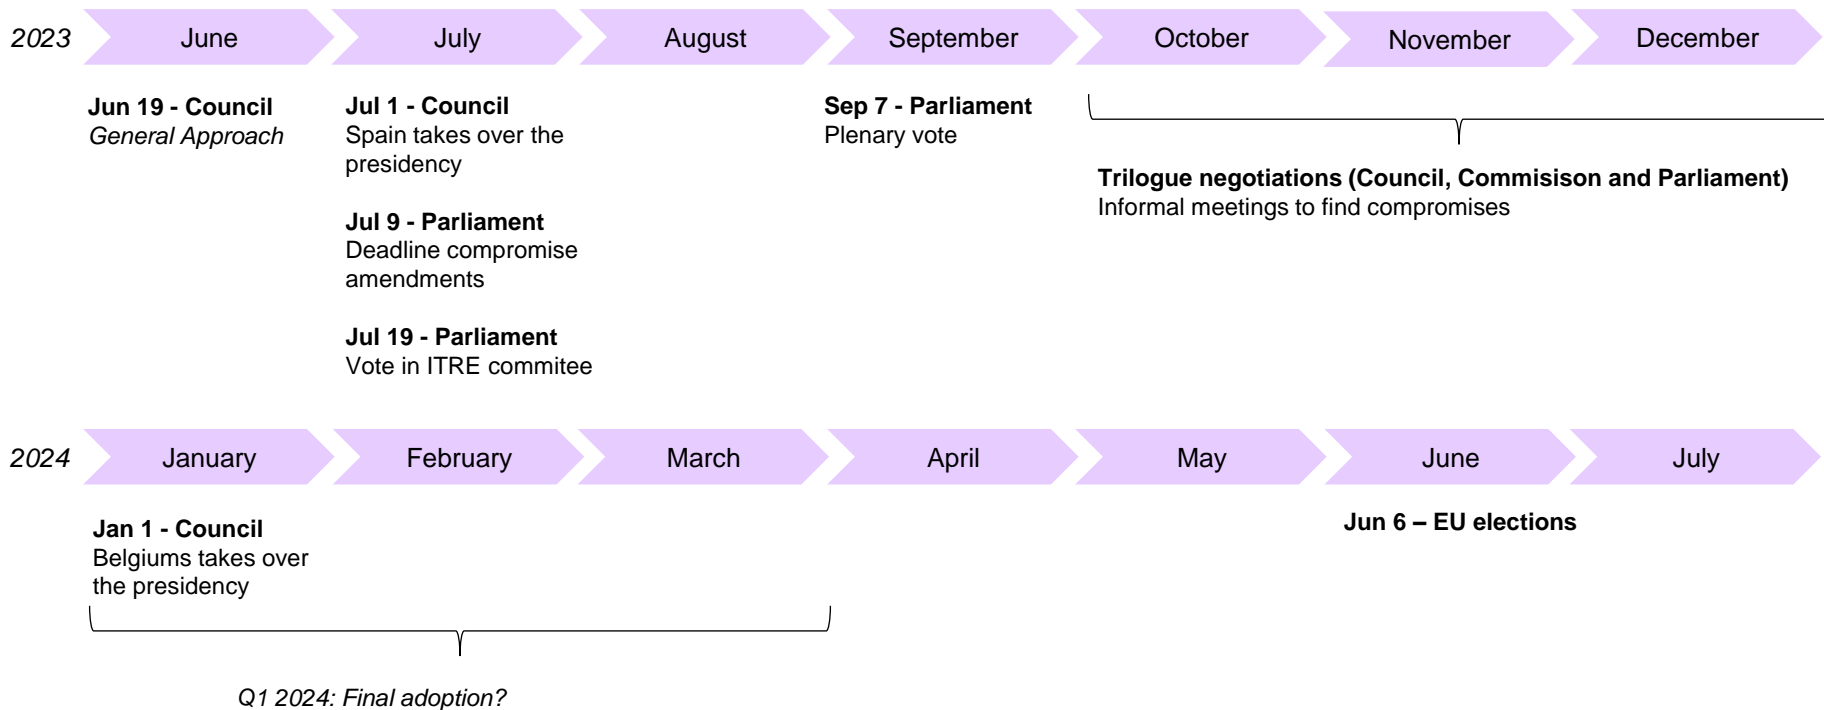 2023
June
July
August
September
October
November
December
Jun 19 - Council
General Approach
Jul 1 - Council
Spain takes over the
presidency
Jul 9 - Parliament
Deadline compromise
amendments
Jul 19 - Parliament
Vote in ITRE commitee
Sep 7 - Parliament
Plenary vote
Trilogue negotiations (Council, Commisison and Parliament)
Informal meetings to find compromises
2024
January
February
March
April
May
June
July
Jan 1 - Council
Belgiums takes over
the presidency
Jun 6 – EU elections
Q1 2024: Final adoption?